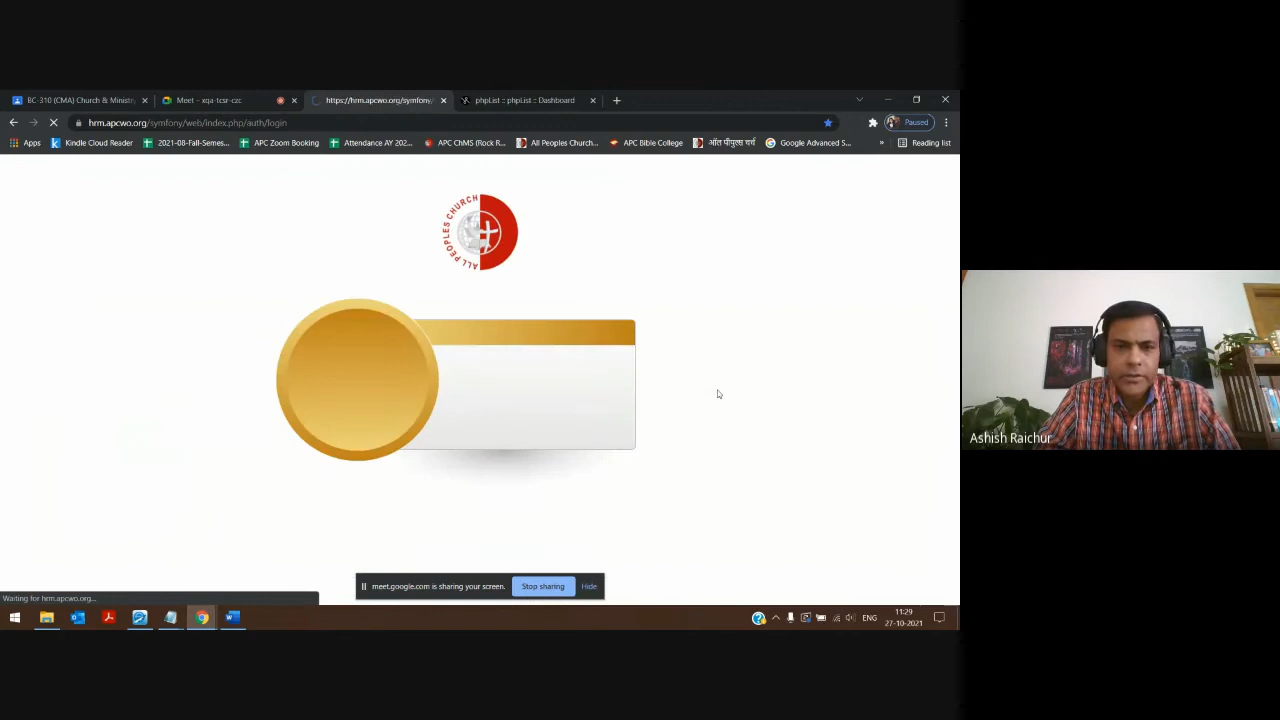 BC-310 (CMA) Church & Ministry
Meet – xqa-tcsr-czc
https://hrm.apcwo.org/symfony/
phpList :: phpList :: Dashboard
hrm.apcwo.org/symfony/web/index.php/auth/login
Paused
Apps
Kindle Cloud Reader
2021-08-Fall-Semes...
APC Zoom Booking
Attendance AY 202...
APC ChMS (Rock R...
All Peoples Church...
APC Bible College
ऑल पीपुल्स चर्च
Google Advanced S...
»
Reading list
ALL PEOPLES CHURCH
Ashish Raichur
meet.google.com is sharing your screen.
Stop sharing
Hide
Waiting for hrm.apcwo.org...
ENG
11:29
27-10-2021